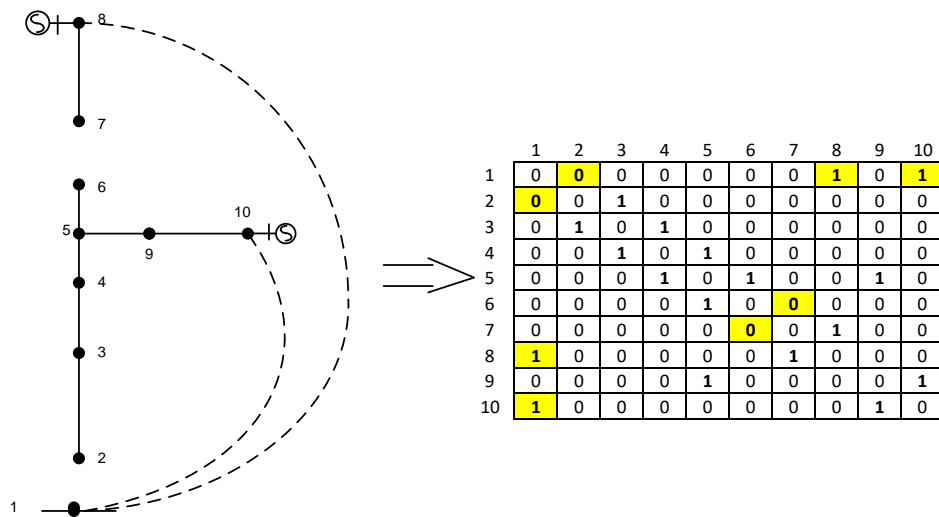 8
7
6
5
10
9
4
3
2
1
1 2 3 4 5 6 7 8 9 10
1 0 0 0 0 0 0 0 1 0 1
2 0 0 1 0 0 0 0 0 0 0
3 0 1 0 1 0 0 0 0 0 0
4 0 0 1 0 1 0 0 0 0 0
5 0 0 0 1 0 1 0 0 1 0
6 0 0 0 0 1 0 0 0 0 0
7 0 0 0 0 0 0 0 1 0 0
8 1 0 0 0 0 0 1 0 0 0
9 0 0 0 0 1 0 0 0 0 1
10 1 0 0 0 0 0 0 0 1 0